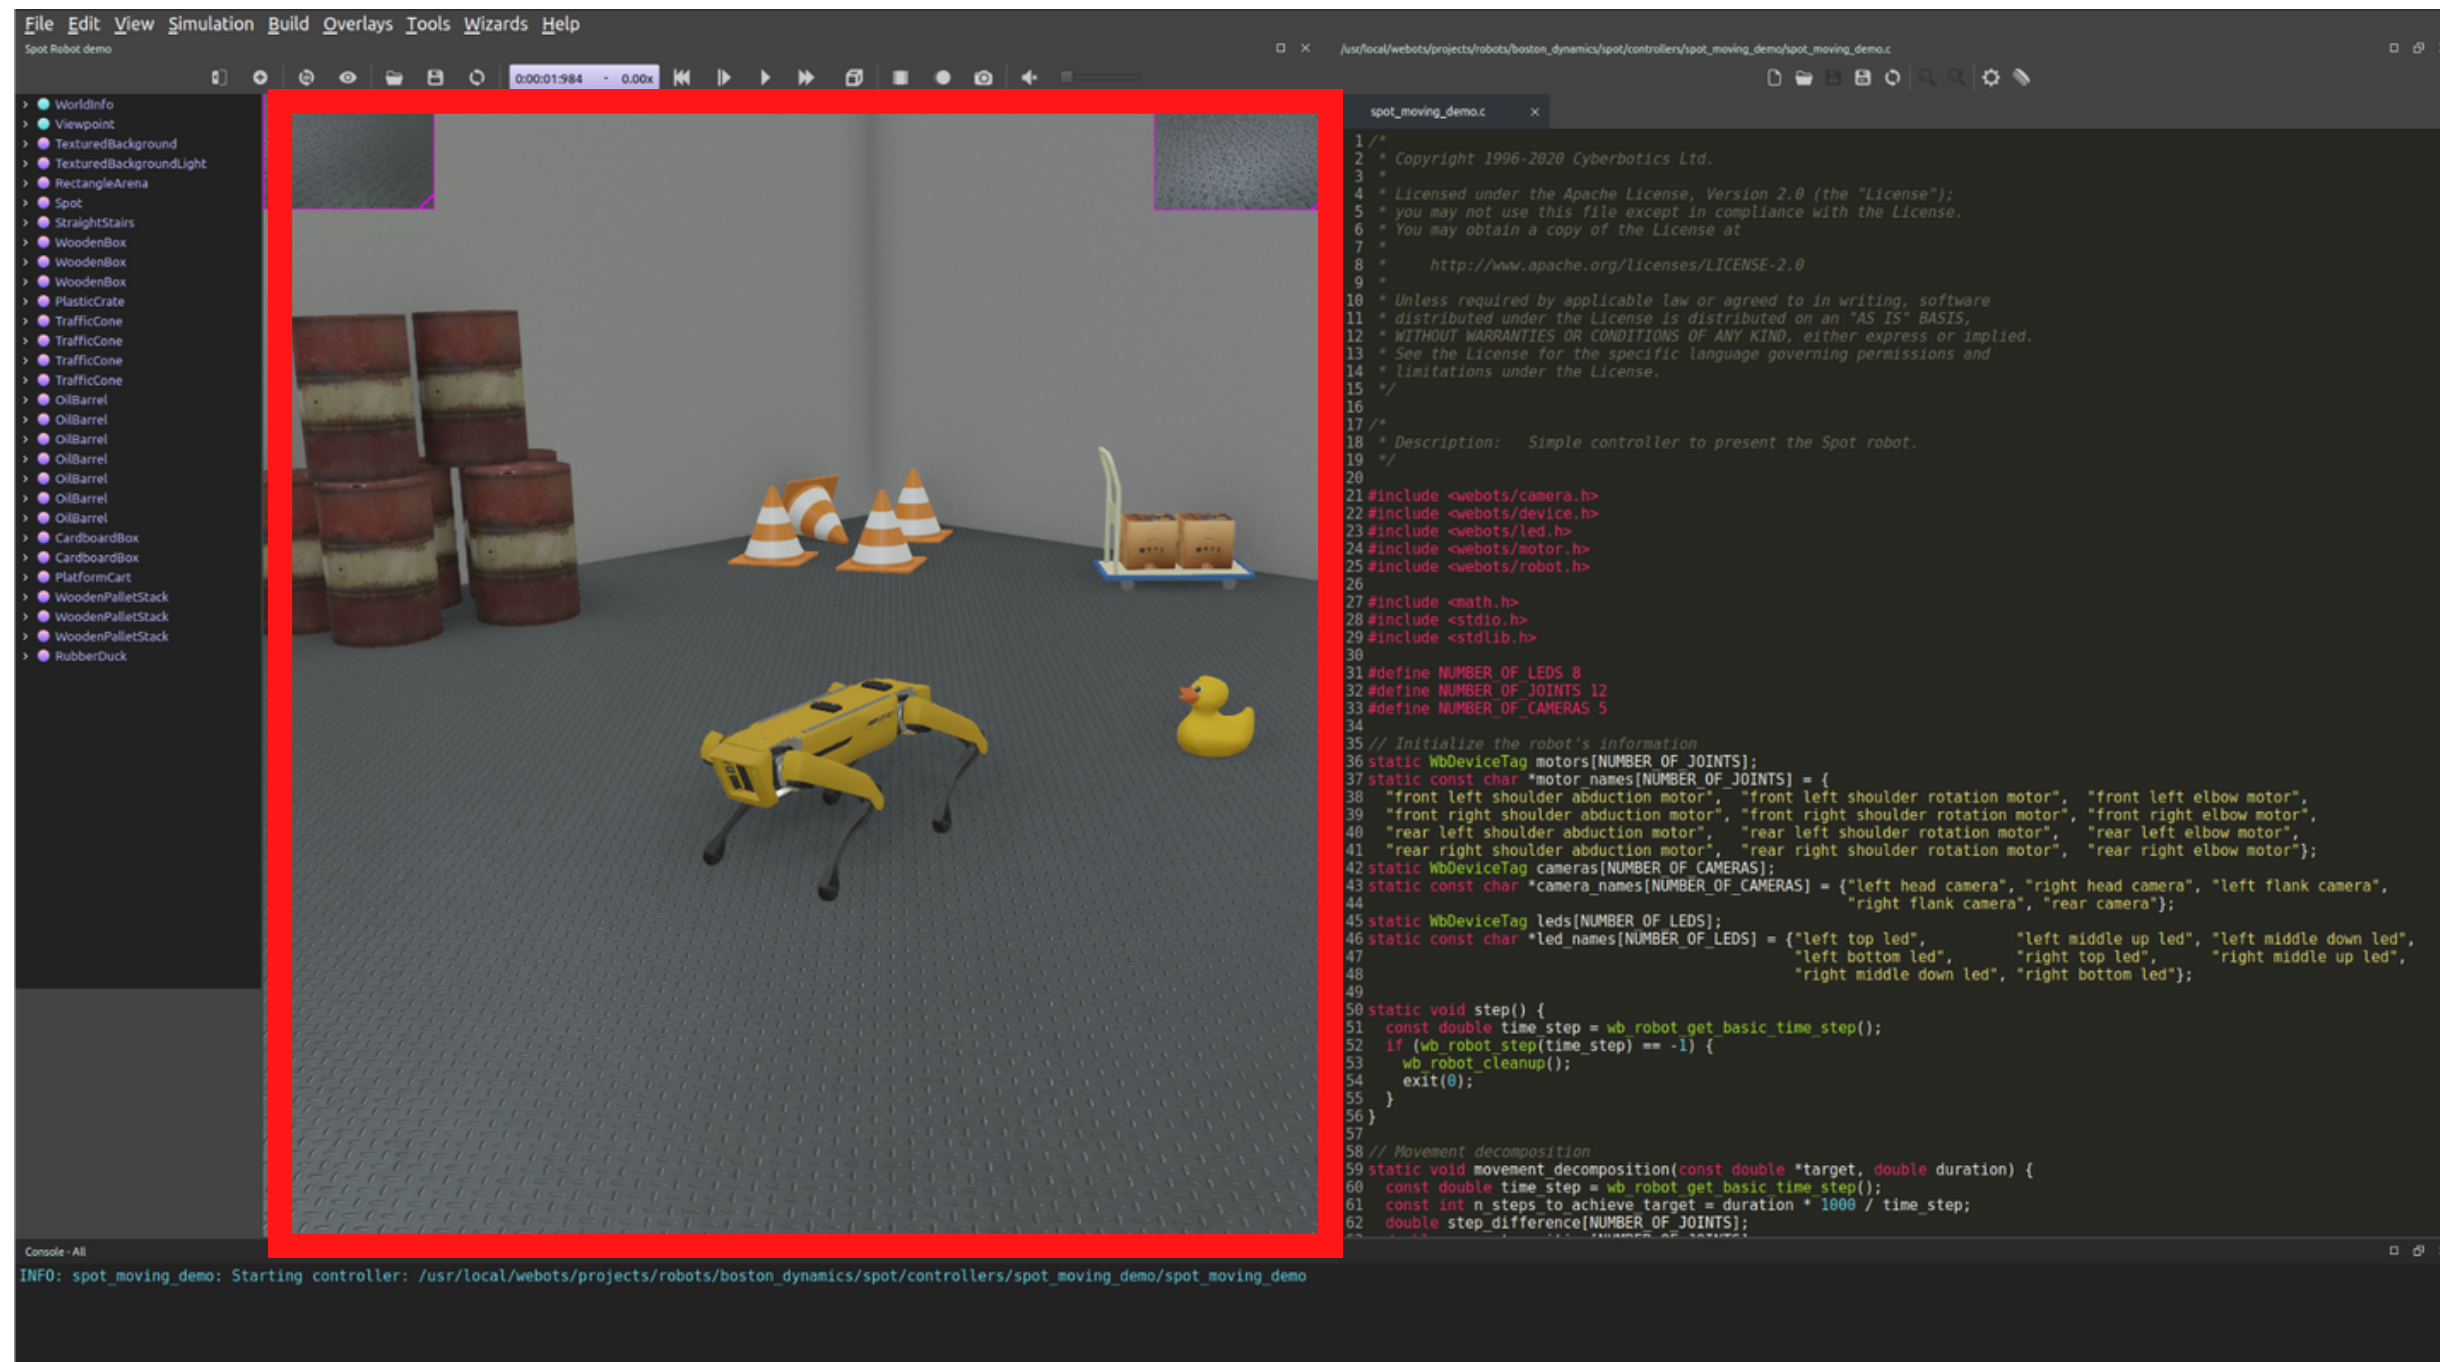 File Edit View Simulation Build Overlays Tools Wizards Help
Spot Robot demo
/usr/local/webots/projects/robots/boston_dynamics/spot/controllers/spot_moving_demo/spot_moving_demo.c
0:00:01:984 - 0.00x
WorldInfo
Viewpoint
TexturedBackground
TexturedBackgroundLight
RectangleArena
Spot
StraightStairs
WoodenBox
WoodenBox
WoodenBox
PlasticCrate
TrafficCone
TrafficCone
TrafficCone
TrafficCone
OilBarrel
OilBarrel
OilBarrel
OilBarrel
OilBarrel
OilBarrel
OilBarrel
CardboardBox
CardboardBox
PlatformCart
WoodenPalletStack
WoodenPalletStack
WoodenPalletStack
RubberDuck
spot_moving_demo.c
1 /*
2 * Copyright 1996-2020 Cyberbotics Ltd.
3 *
4 * Licensed under the Apache License, Version 2.0 (the "License");
5 * you may not use this file except in compliance with the License.
6 * You may obtain a copy of the License at
7 *
8 * http://www.apache.org/licenses/LICENSE-2.0
9 *
10 * Unless required by applicable law or agreed to in writing, software
11 * distributed under the License is distributed on an "AS IS" BASIS,
12 * WITHOUT WARRANTIES OR CONDITIONS OF ANY KIND, either express or implied.
13 * See the License for the specific language governing permissions and
14 * limitations under the License.
15 */
16
17 /*
18 * Description: Simple controller to present the Spot robot.
19 */
20
21 #include <webots/camera.h>
22 #include <webots/device.h>
23 #include <webots/led.h>
24 #include <webots/motor.h>
25 #include <webots/robot.h>
26
27 #include <math.h>
28 #include <stdio.h>
29 #include <stdlib.h>
30
31 #define NUMBER_OF_LEDS 8
32 #define NUMBER_OF_JOINTS 12
33 #define NUMBER_OF_CAMERAS 5
34
35 // Initialize the robot's information
36 static WbDeviceTag motors[NUMBER_OF_JOINTS];
37 static const char *motor_names[NUMBER_OF_JOINTS] = {
38 "front left shoulder abduction motor", "front left shoulder rotation motor", "front left elbow motor",
39 "front right shoulder abduction motor", "front right shoulder rotation motor", "front right elbow motor",
40 "rear left shoulder abduction motor", "rear left shoulder rotation motor", "rear left elbow motor",
41 "rear right shoulder abduction motor", "rear right shoulder rotation motor", "rear right elbow motor"};
42 static WbDeviceTag cameras[NUMBER_OF_CAMERAS];
43 static const char *camera_names[NUMBER_OF_CAMERAS] = {"left head camera", "right head camera", "left flank camera",
44 "right flank camera", "rear camera"};
45 static WbDeviceTag leds[NUMBER_OF_LEDS];
46 static const char *led_names[NUMBER_OF_LEDS] = {"left top led", "left middle up led", "left middle down led",
47 "left bottom led", "right top led", "right middle up led",
48 "right middle down led", "right bottom led"};
49
50 static void step() {
51 const double time_step = wb_robot_get_basic_time_step();
52 if (wb_robot_step(time_step) == -1) {
53 wb_robot_cleanup();
54 exit(0);
55 }
56 }
57
58 // Movement decomposition
59 static void movement_decomposition(const double *target, double duration) {
60 const double time_step = wb_robot_get_basic_time_step();
61 const int n_steps_to_achieve_target = duration * 1000 / time_step;
62 double step_difference[NUMBER_OF_JOINTS];
Console - All
INFO: spot_moving_demo: Starting controller: /usr/local/webots/projects/robots/boston_dynamics/spot/controllers/spot_moving_demo/spot_moving_demo